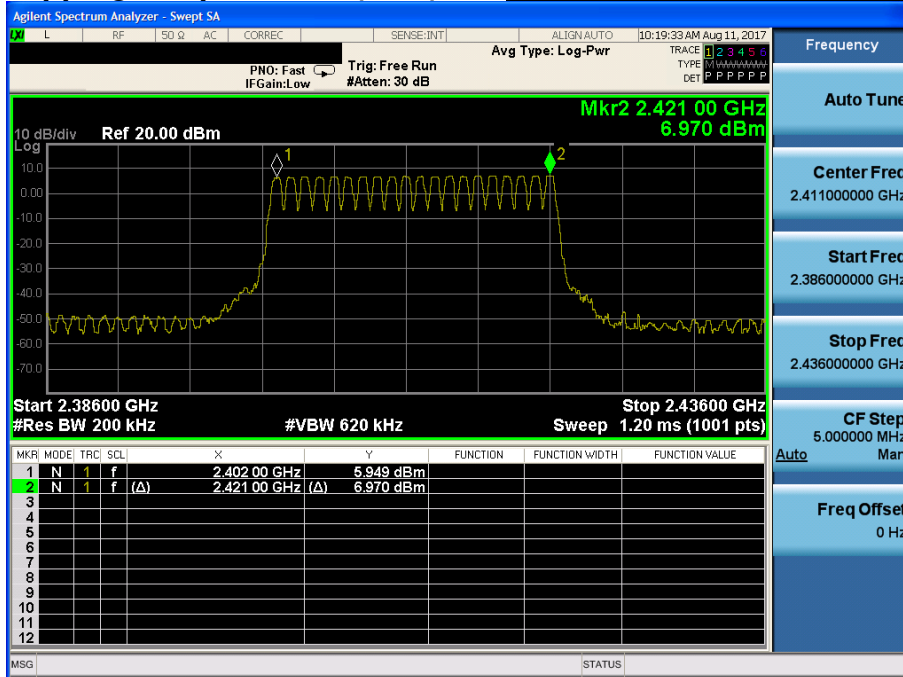 Agilent Spectrum Analyzer - Swept SA
LXI L RF 50 Ω AC CORREC SENSE:INT ALIGN AUTO 10:19:33 AM Aug 11, 2017
Avg Type: Log-Pwr
TRACE 1 2 3 4 5 6
PNO: Fast Trig: Free Run
TYPE M W W W W W
IFGain:Low #Atten: 30 dB
DET P P P P P P
Mkr2 2.421 00 GHz
6.970 dBm
10 dB/div Ref 20.00 dBm
Log
1
2
10.0
0.00
-10.0
-20.0
-30.0
-40.0
-50.0
-60.0
-70.0
Start 2.38600 GHz Stop 2.43600 GHz
#Res BW 200 kHz #VBW 620 kHz Sweep 1.20 ms (1001 pts)
MKR MODE TRC SCL X Y FUNCTION FUNCTION WIDTH FUNCTION VALUE
1 N 1 f 2.402 00 GHz 5.949 dBm
2 N 1 f (Δ) 2.421 00 GHz (Δ) 6.970 dBm
3
4
5
6
7
8
9
10
11
12
MSG STATUS
Frequency
Auto Tune
Center Freq
2.411000000 GHz
Start Freq
2.386000000 GHz
Stop Freq
2.436000000 GHz
CF Step
5.000000 MHz
Auto Man
Freq Offset
0 Hz